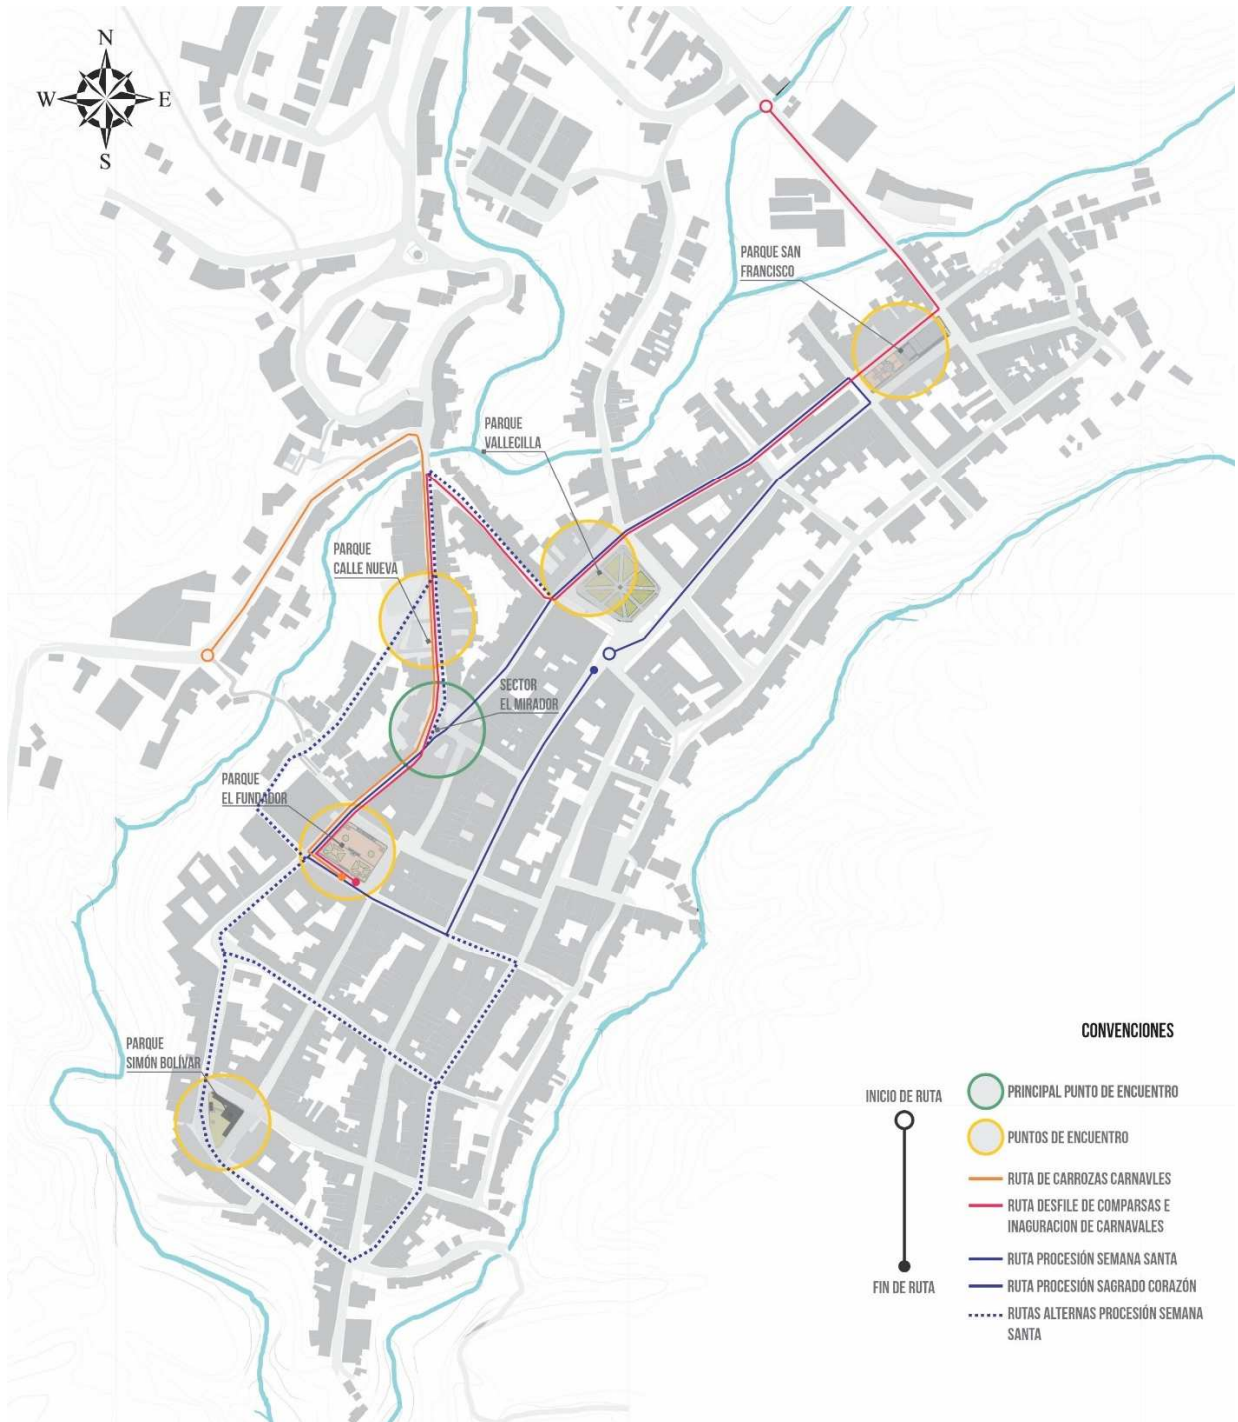 N
W E
S
PARQUE SAN
FRANCISCO
PARQUE
VALLECILLA
PARQUE
CALLE NUEVA
SECTOR
EL MIRADOR
PARQUE
EL FUNDADOR
PARQUE
SIMÓN BOLÍVAR
CONVENCIONES
INICIO DE RUTA
FIN DE RUTA
PRINCIPAL PUNTO DE ENCUENTRO
PUNTOS DE ENCUENTRO
RUTA DE CARROZAS CARNAVLES
RUTA DESFILE DE COMPARSAS E
INAGURACION DE CARNAVALES
RUTA PROCESIÓN SEMANA SANTA
RUTA PROCESIÓN SAGRADO CORAZÓN
RUTAS ALTERNAS PROCESIÓN SEMANA
SANTA